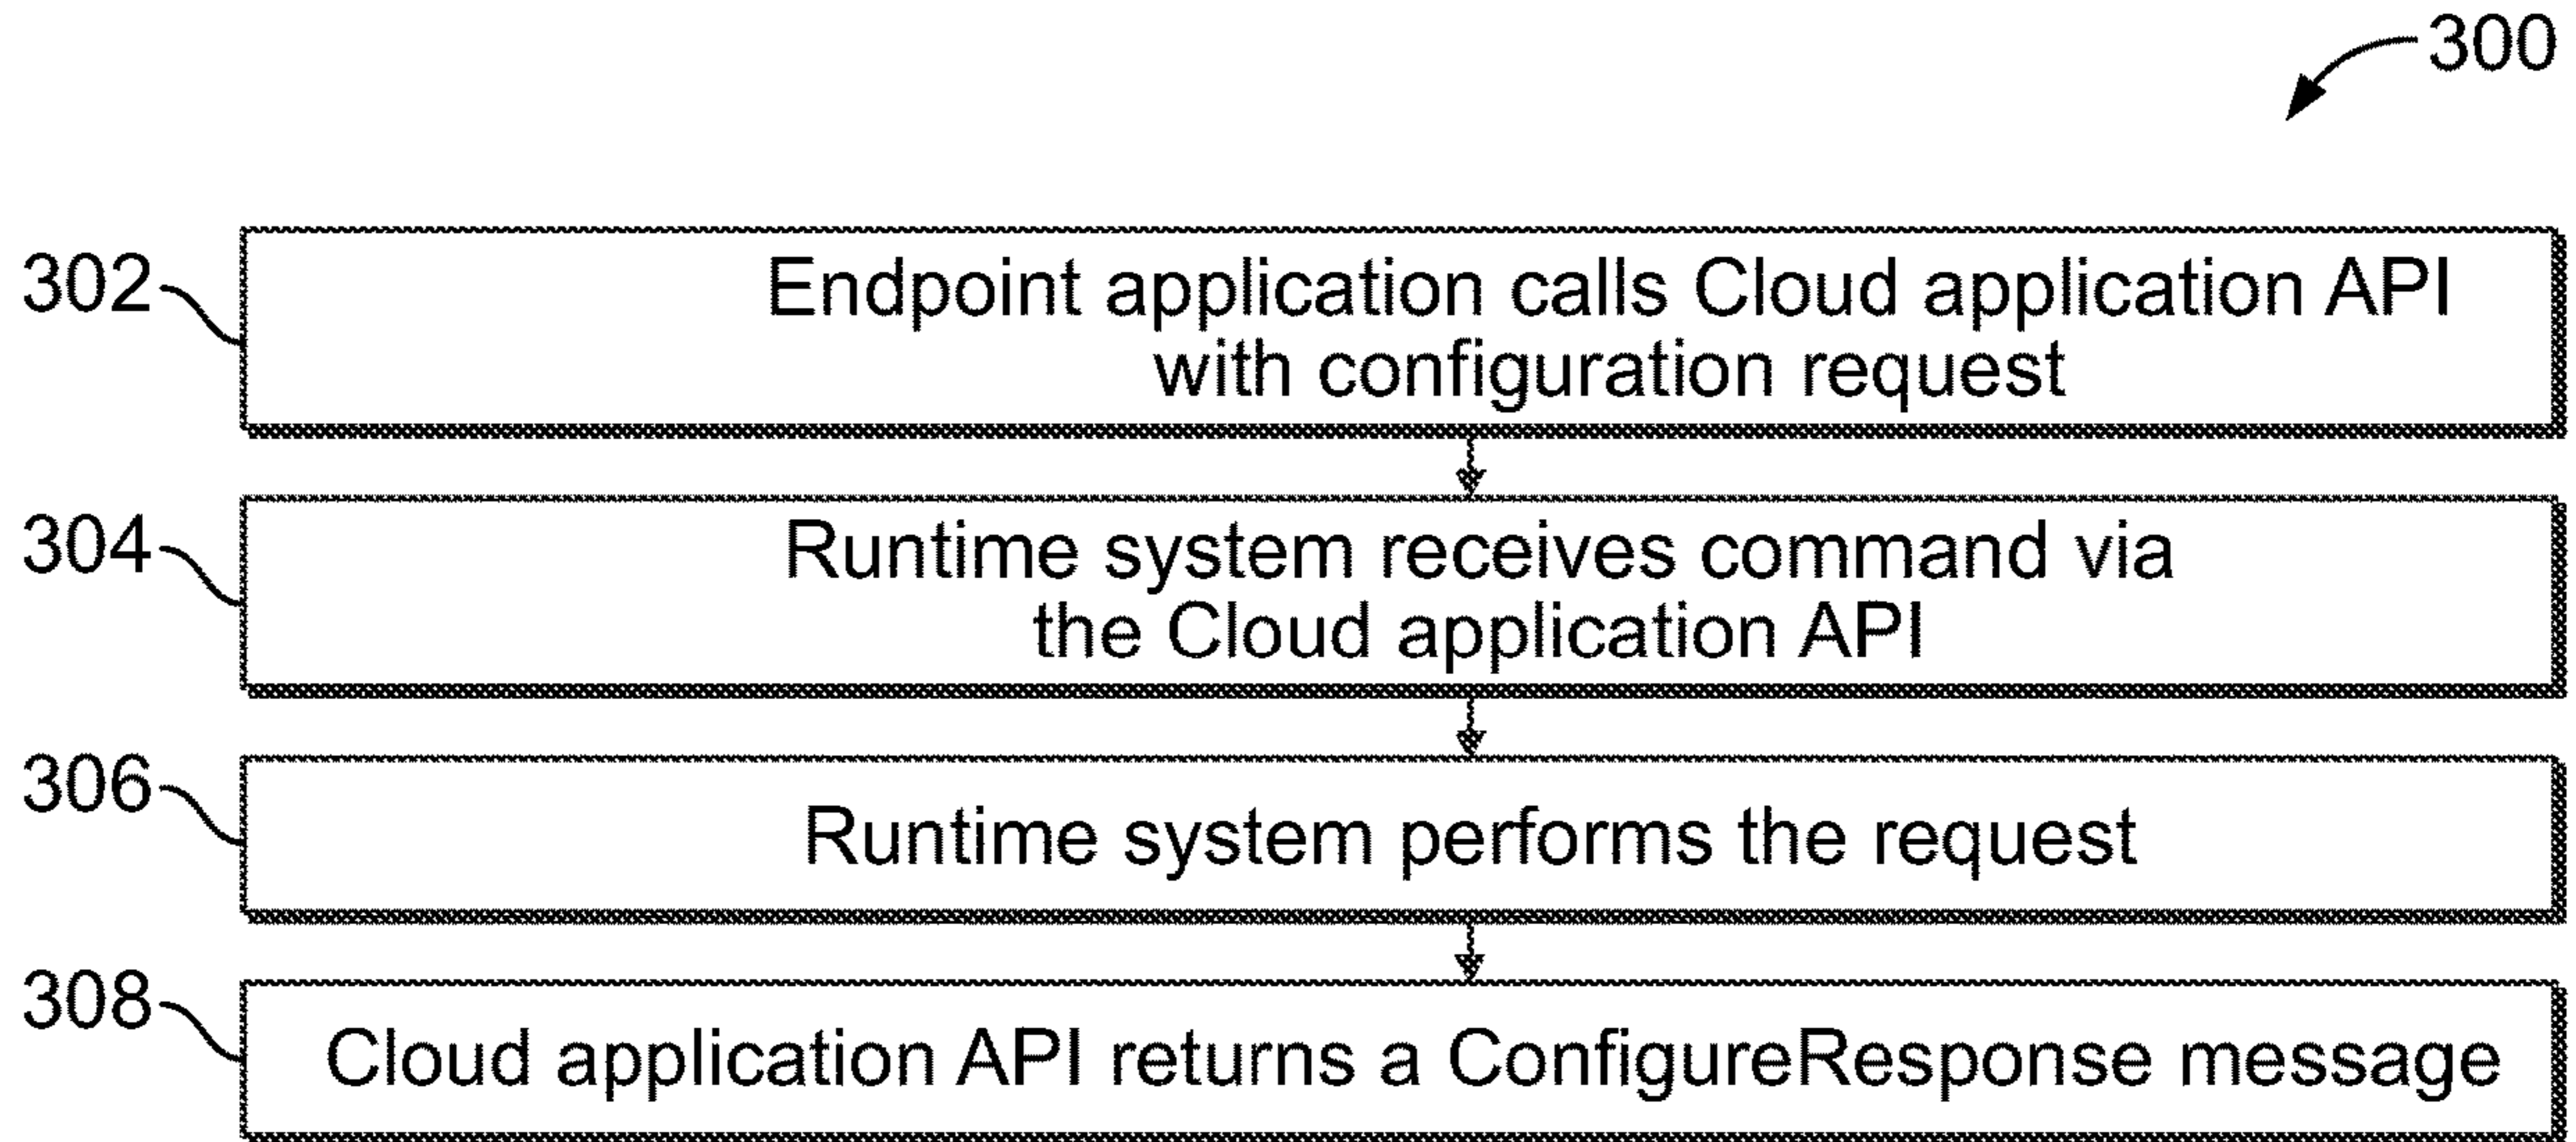 300
302
Endpoint application calls Cloud application API
with configuration request
304
Runtime system receives command via
the Cloud application API
306
Runtime system performs the request
308
Cloud application API returns a ConfigureResponse message